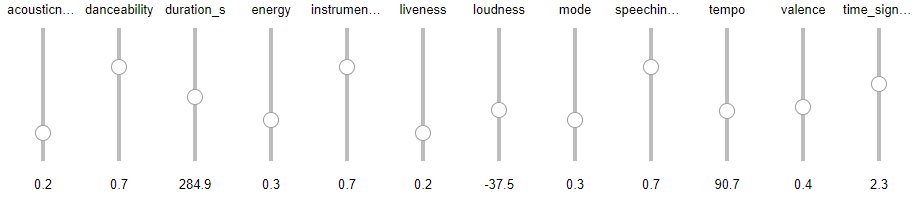 acousticn... danceability duration_s energy instrumen... liveness loudness mode speechin... tempo valence time_sign...
0.2 0.7 284.9 0.3 0.7 0.2 -37.5 0.3 0.7 90.7 0.4 2.3